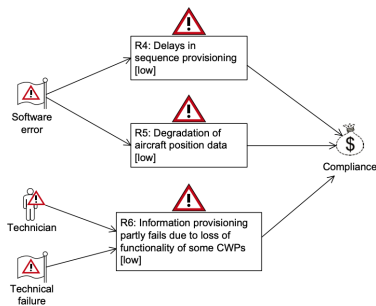 R4: Delays in
sequence provisioning
[low]
Software
error
R5: Degradation of
aircraft position data
[low]
$
Compliance
Technician
R6: Information provisioning
partly fails due to loss of
functionality of some CWPs
[low]
Technical
failure